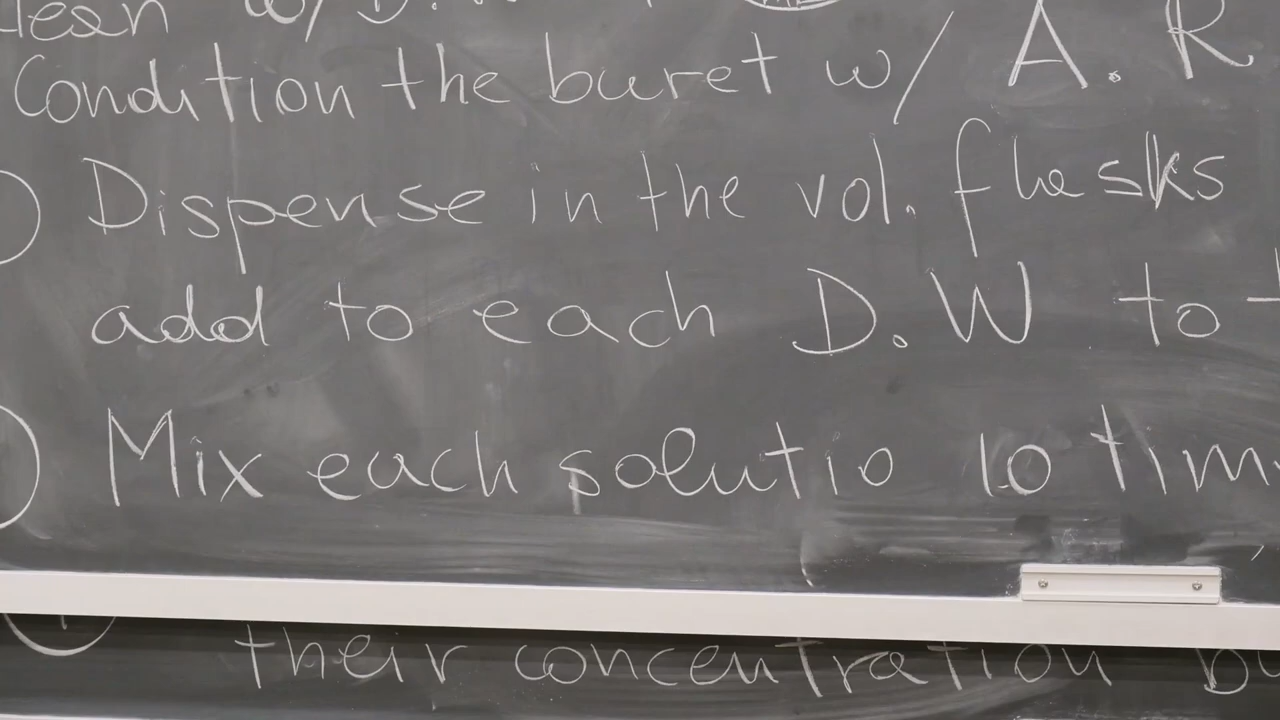 w/ D.
Condition the buret w/ A. R
Dispense in the vol. flasks
add to each D.W to
Mix each solutio 10 tim
their concentration